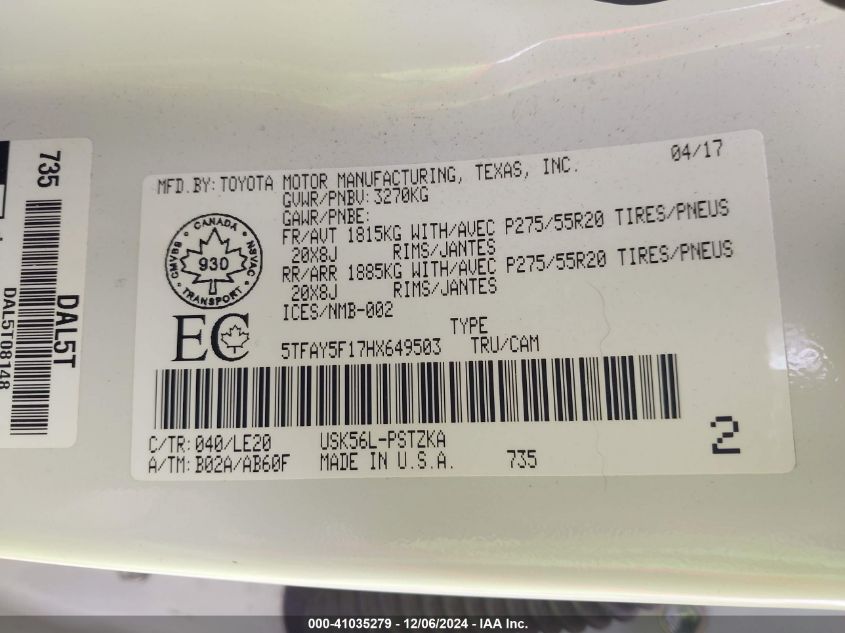 735
DAL5T
DAL5T08148
MFD.BY:TOYOTA MOTOR MANUFACTURING, TEXAS, INC. 04/17
GVWR/PNBV:3270KG
GAWR/PNBE:
FR/AVT 1815KG WITH/AVEC P275/55R20 TIRES/PNEUS
20X8J RIMS/JANTES
RR/ARR 1885KG WITH/AVEC P275/55R20 TIRES/PNEUS
20X8J RIMS/JANTES
ICES/NMB-002
CANADA
CMVSS
NSVAC
930
TRANSPORT
EC
TYPE
5TFAY5F17HX649503 TRU/CAM
C/TR:040/LE20 USK56L-PSTZKA
A/TM:B02A/AB60F MADE IN U.S.A. 735
2
000-41035279 - 12/06/2024 - IAA Inc.